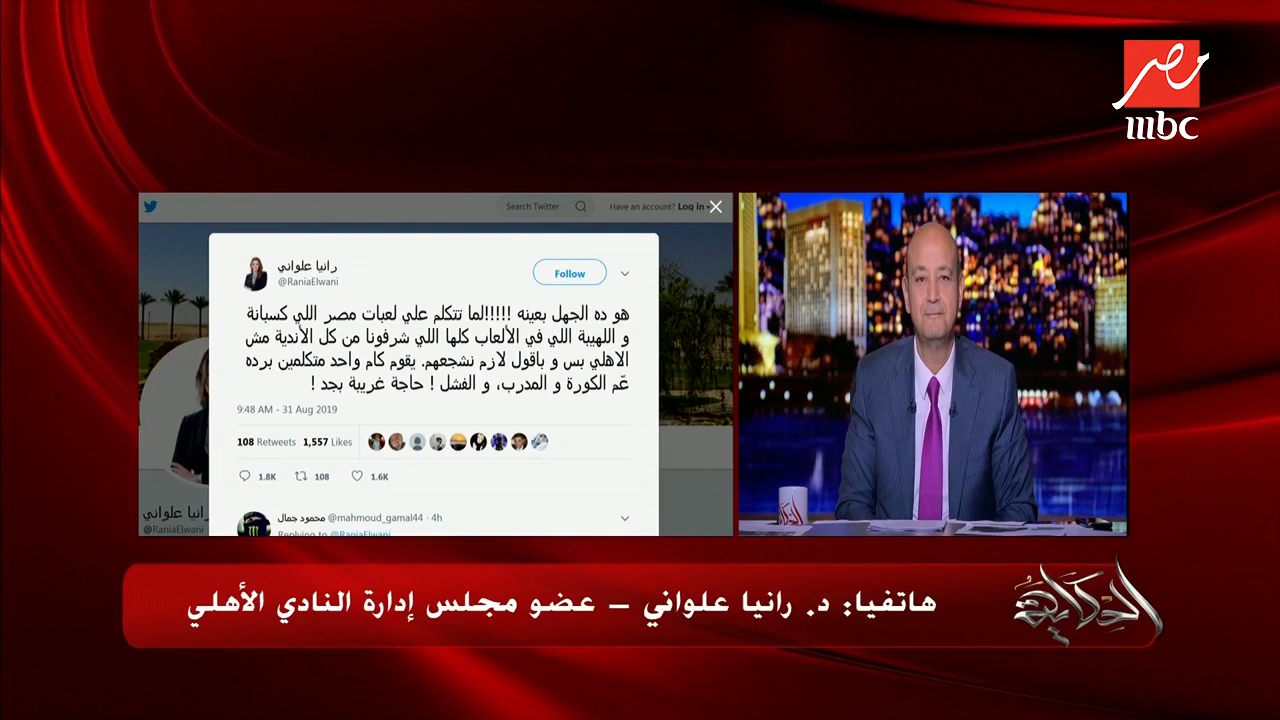 مصر
mbc
Search Twitter
Have an account? Log in
رانيا علواني
@RaniaElwani
Follow
هو ده الجهل بعينه !!!!!لما تتكلم علي لعبات مصر اللي كسبانة
و اللهيبة اللي في الألعاب كلها اللي شرفونا من كل الأندية مش
الاهلي بس و باقول لازم نشجعهم. يقوم كام واحد متكلمين برده
عّم الكورة و المدرب، و الفشل ! حاجة غريبة بجد !
9:48 AM - 31 Aug 2019
108 Retweets 1,557 Likes
1.8K 108 1.6K
محمود جمال @mahmoud_gamal44 · 4h
Replying to @RaniaElwani
رانيا علواني
@RaniaElwani
الحكاية
هاتفيا: د. رانيا علواني – عضو مجلس إدارة النادي الأهلي
الحكاية